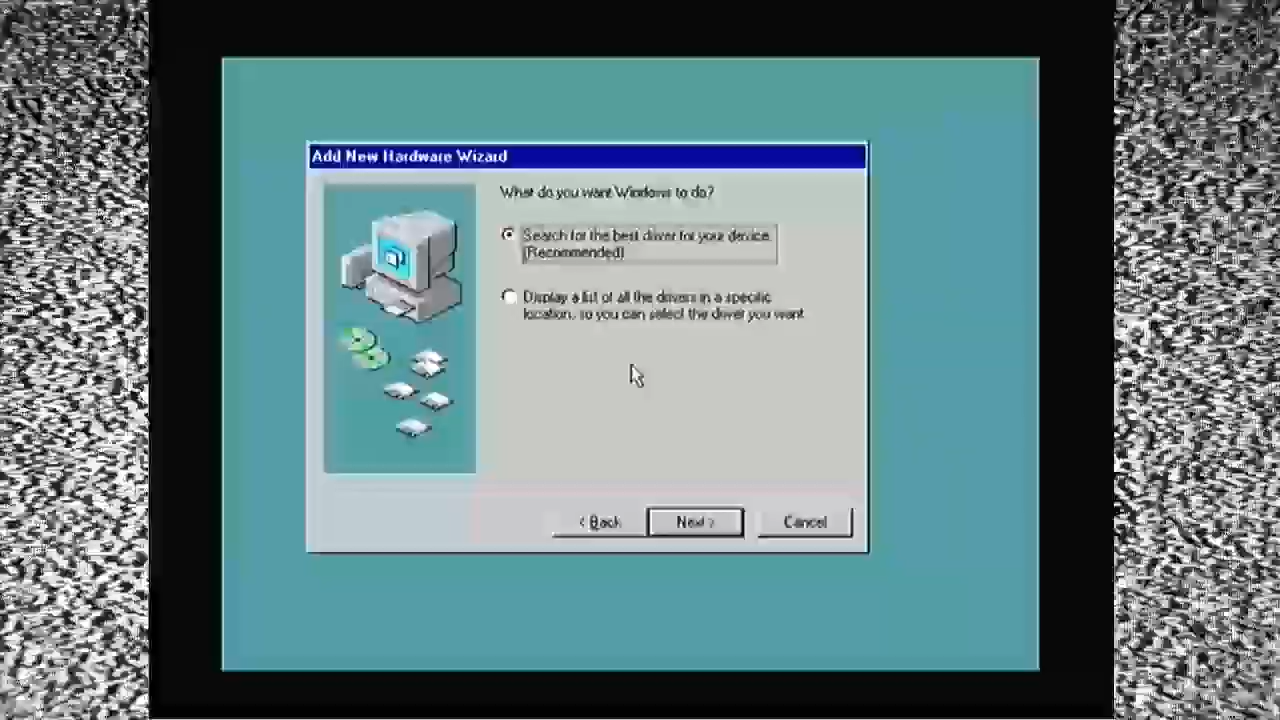 Add New Hardware Wizard
What do you want Windows to do?
Search for the best driver for your device.
(Recommended)
Display a list of all the drivers in a specific
location, so you can select the driver you want.
< Back
Next >
Cancel